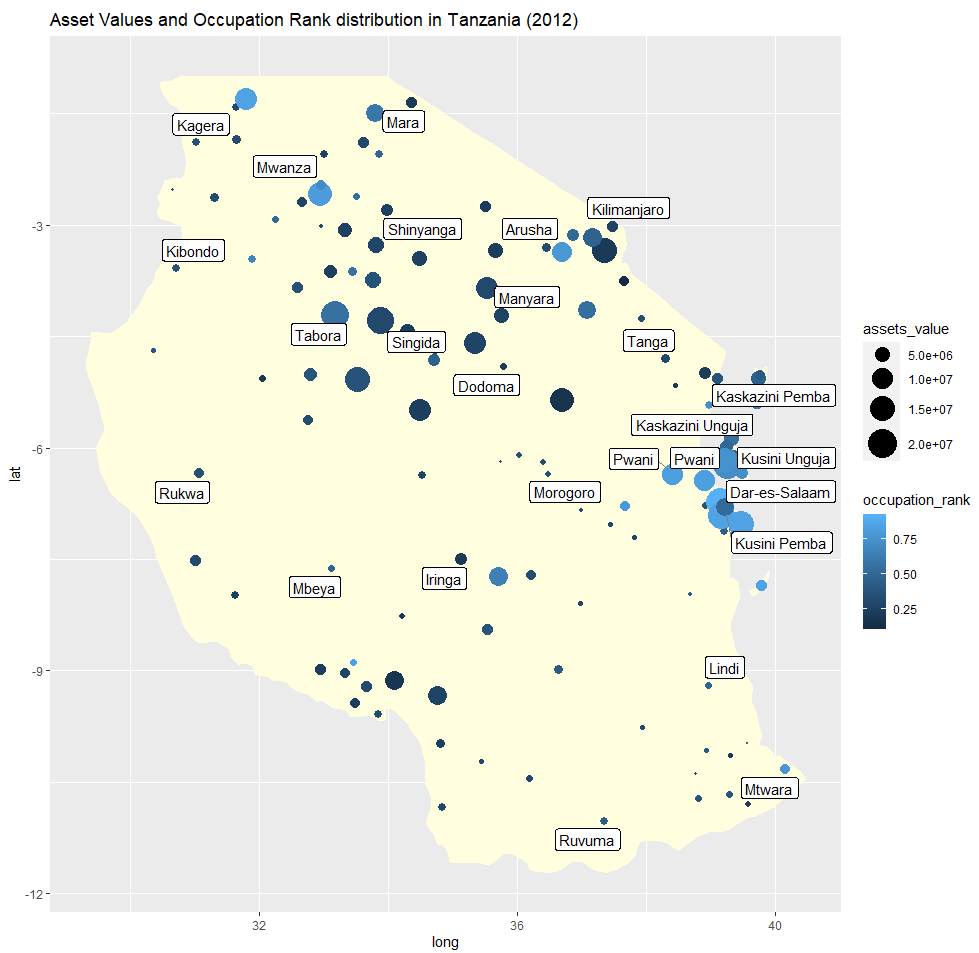 Asset Values and Occupation Rank distribution in Tanzania (2012)
lat
-3
-6
-9
-12
Kagera
Mara
Mwanza
Kilimanjaro
Shinyanga
Arusha
Kibondo
Manyara
Tabora
Singida
Tanga
Dodoma
Kaskazini Pemba
Kaskazini Unguja
Pwani
Pwani
Kusini Unguja
Rukwa
Morogoro
Dar-es-Salaam
Kusini Pemba
Iringa
Mbeya
Lindi
Mtwara
Ruvuma
32
36
40
long
assets_value
5.0e+06
1.0e+07
1.5e+07
2.0e+07
occupation_rank
0.75
0.50
0.25